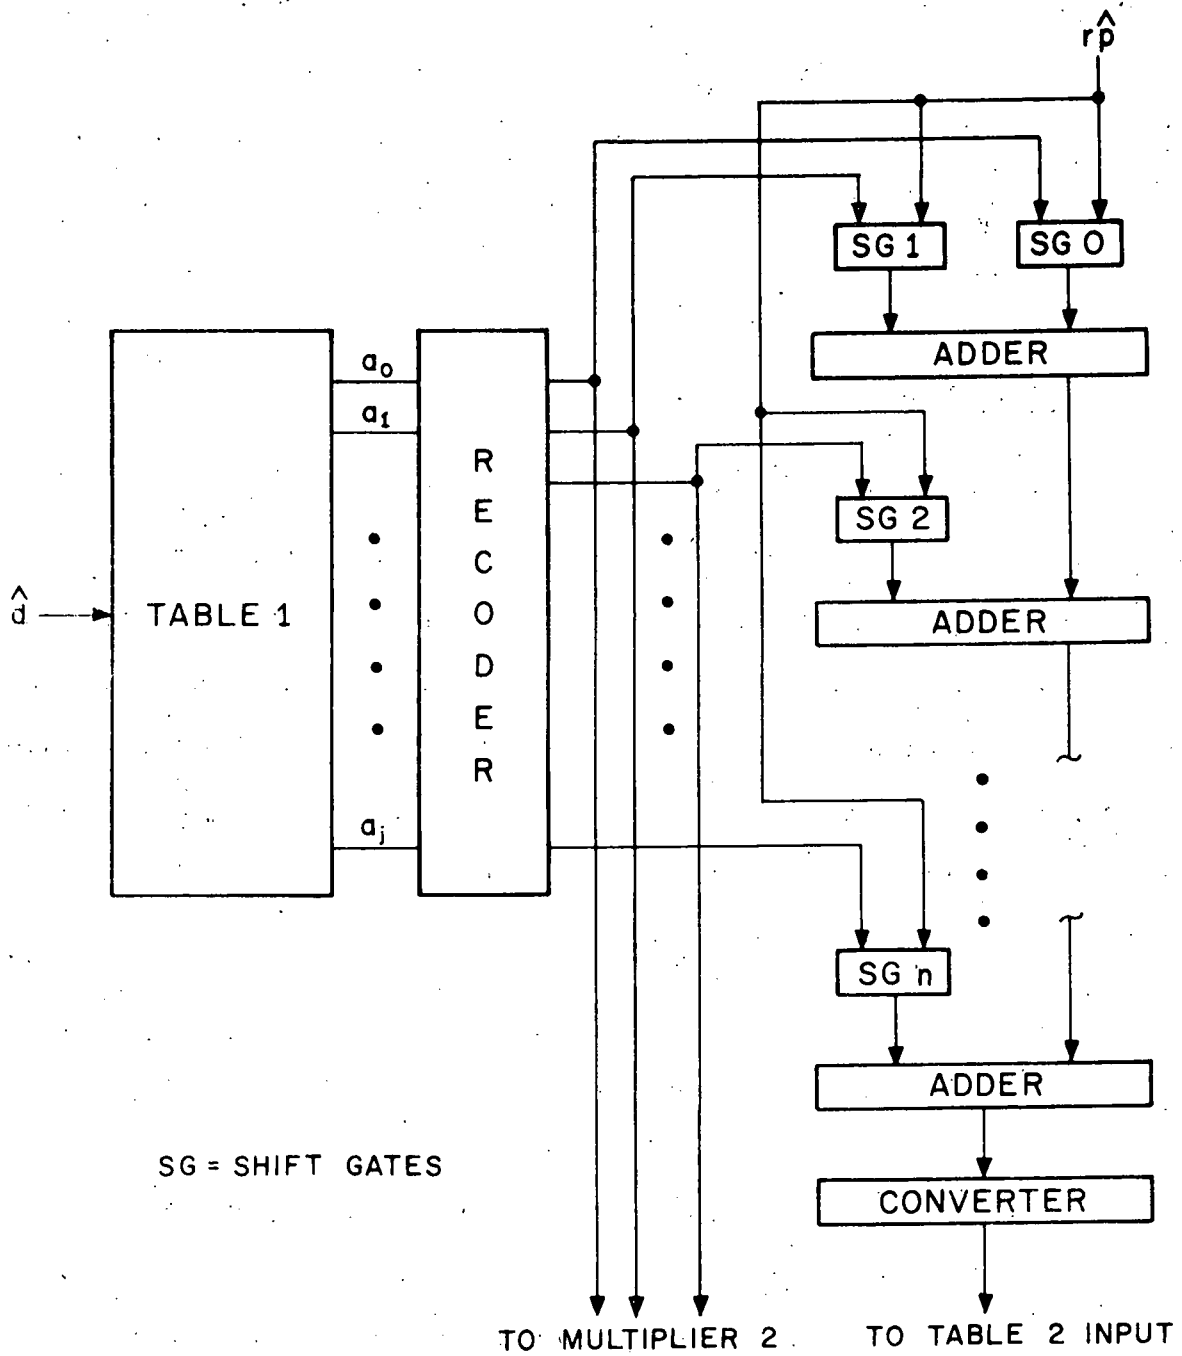 rp̂
SG 1
SG 0
ADDER
a₀
a₁
RECODER
SG 2
d̂
TABLE 1
ADDER
aⱼ
SG n
ADDER
SG = SHIFT GATES
CONVERTER
TO MULTIPLIER 2
TO TABLE 2 INPUT